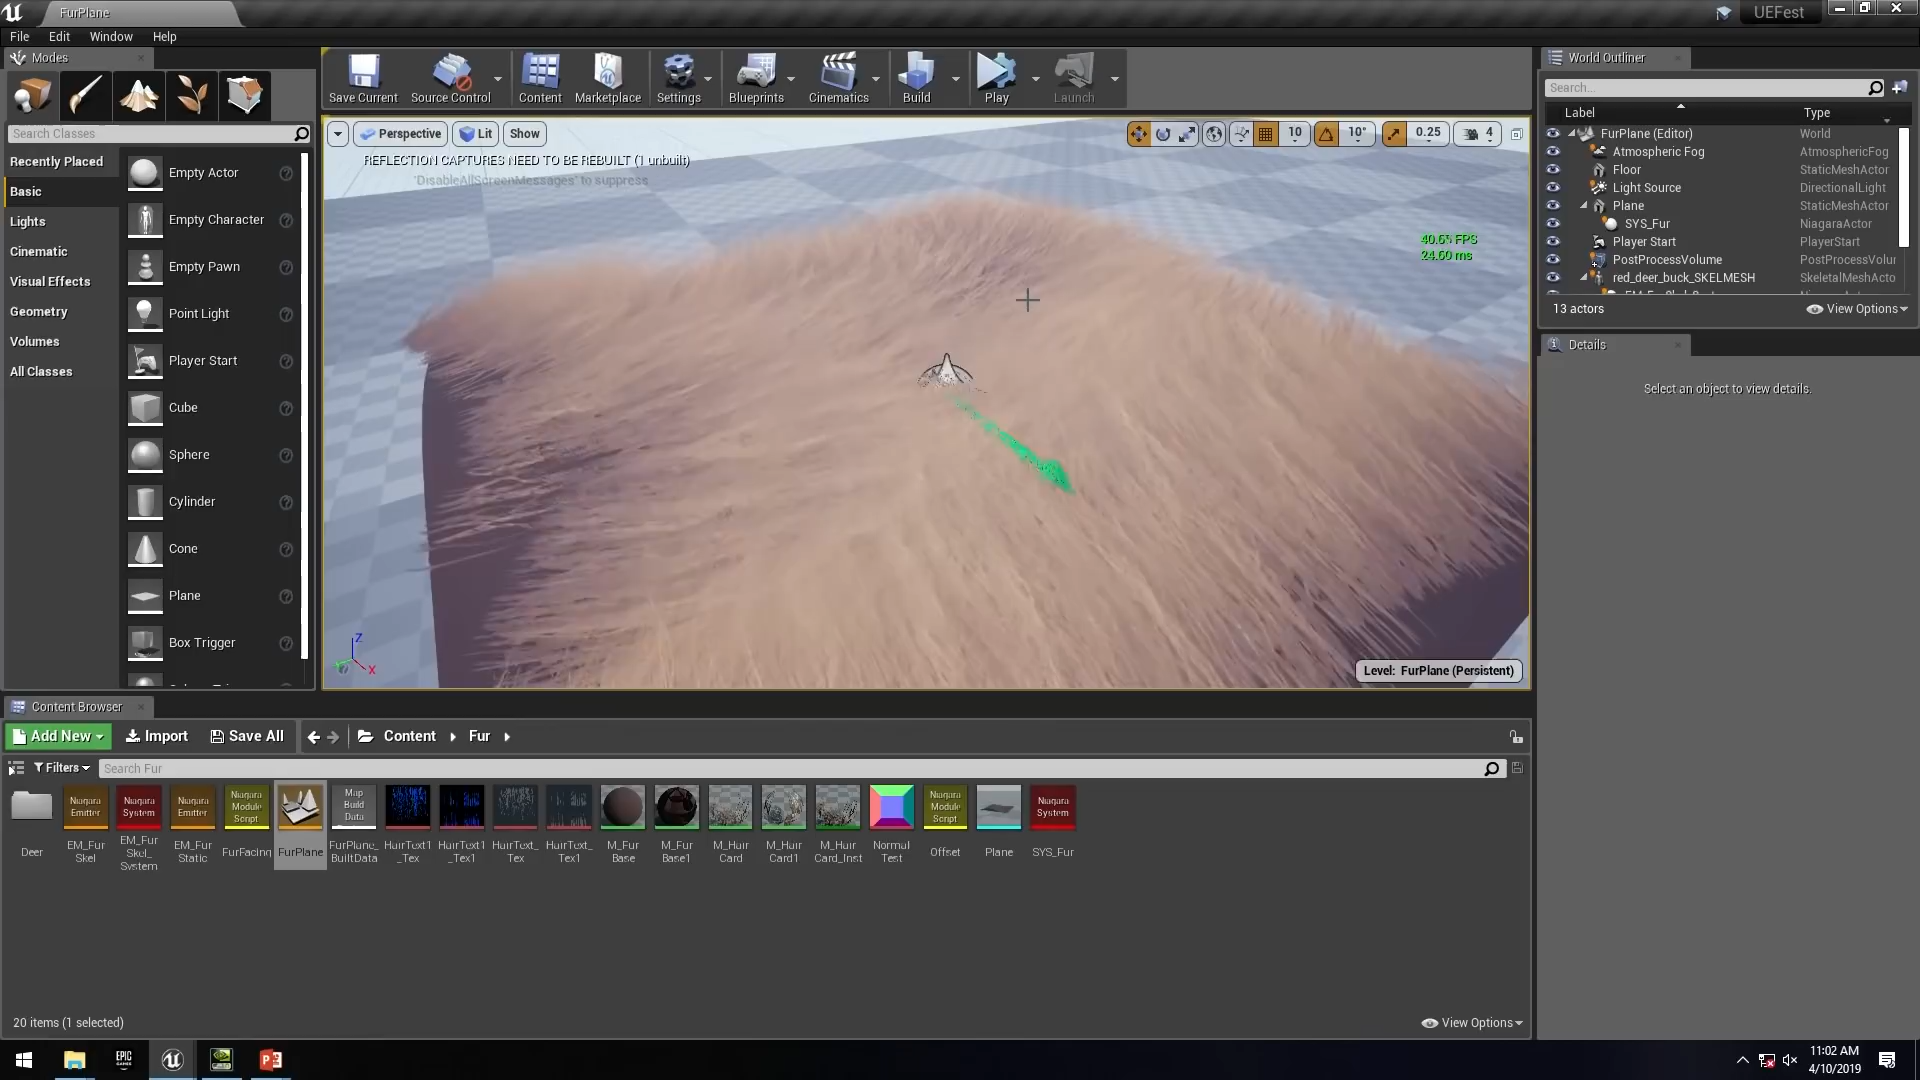 FurPlane
UEFest
File Edit Window Help
Modes
Save Current Source Control Content Marketplace Settings Blueprints Cinematics Build Play Launch
World Outliner
Search...
Label Type
Search Classes
Recently Placed
Basic
Lights
Cinematic
Visual Effects
Geometry
Volumes
All Classes
Empty Actor
Empty Character
Empty Pawn
Point Light
Player Start
Cube
Sphere
Cylinder
Cone
Plane
Box Trigger
Perspective Lit Show
10 10° 0.25 4
REFLECTION CAPTURES NEED TO BE REBUILT (1 unbuilt)
'DisableAllScreenMessages' to suppress
FPS
24.60 ms
Z
X
Level: FurPlane (Persistent)
FurPlane (Editor) World
Atmospheric Fog AtmosphericFog
Floor StaticMeshActor
Light Source DirectionalLight
Plane StaticMeshActor
SYS_Fur NiagaraActor
Player Start PlayerStart
PostProcessVolume PostProcessVolur
red_deer_buck_SKELMESH SkeletalMeshActo
13 actors View Options
Details
Select an object to view details.
Content Browser
Add New Import Save All Content Fur
Filters Search Fur
Niagara Emitter
Niagara System
Niagara Emitter
Niagara Module Script
Map Build Data
Niagara Module Script
Niagara System
Deer
EM_Fur Skel
EM_Fur Skel_ System
EM_Fur Static
FurFacing
FurPlane
FurPlane_ BuiltData
HairText1 _Tex
HairText1 _Tex1
HairText_ Tex
HairText_ Tex1
M_Fur Base
M_Fur Base1
M_Hair Card
M_Hair Card1
M_Hair Card_Inst
Normal Test
Offset
Plane
SYS_Fur
20 items (1 selected) View Options
EPIC GAMES
11:02 AM
4/10/2019